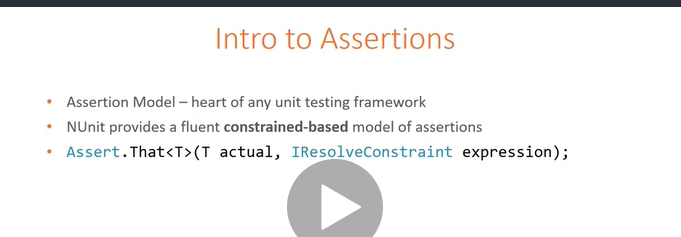 Intro to Assertions
• Assertion Model – heart of any unit testing framework
• NUnit provides a fluent constrained-based model of assertions
• Assert.That<T>(T actual, IResolveConstraint expression);